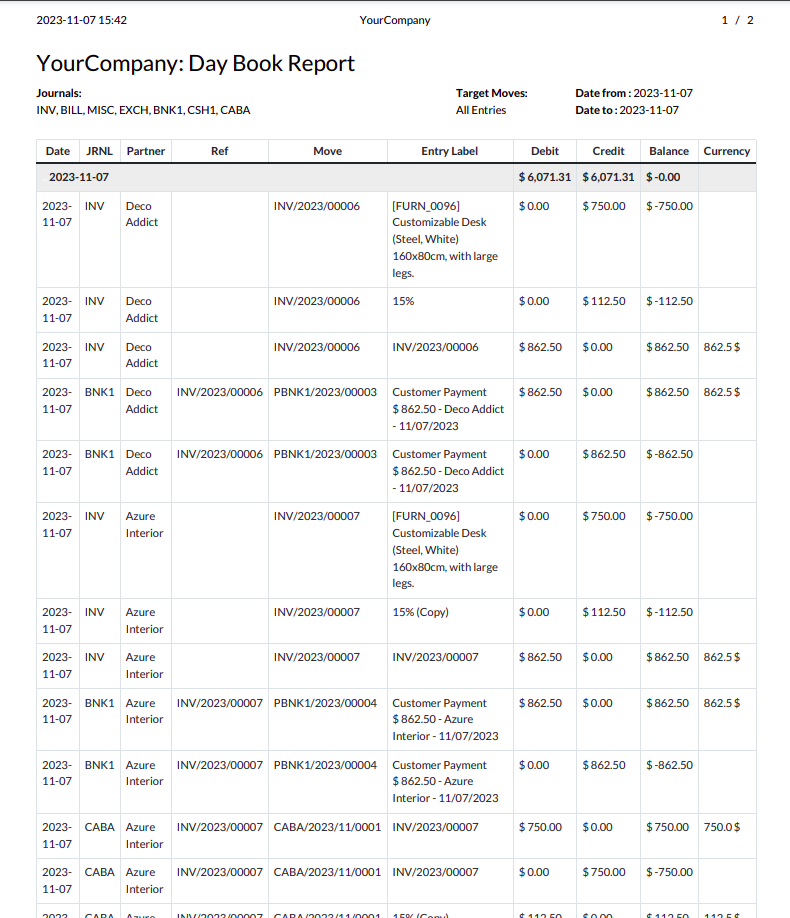 2023-11-07 15:42 YourCompany 1 / 2
YourCompany: Day Book Report
Journals: Target Moves: Date from : 2023-11-07
INV, BILL, MISC, EXCH, BNK1, CSH1, CABA All Entries Date to : 2023-11-07
Date JRNL Partner Ref Move Entry Label Debit Credit Balance Currency
2023-11-07 $ 6,071.31 $ 6,071.31 $ -0.00
2023- INV Deco INV/2023/00006 [FURN_0096] $ 0.00 $ 750.00 $ -750.00
11-07 Addict Customizable Desk
(Steel, White)
160x80cm, with large
legs.
2023- INV Deco INV/2023/00006 15% $ 0.00 $ 112.50 $ -112.50
11-07 Addict
2023- INV Deco INV/2023/00006 INV/2023/00006 $ 862.50 $ 0.00 $ 862.50 862.5 $
11-07 Addict
2023- BNK1 Deco INV/2023/00006 PBNK1/2023/00003 Customer Payment $ 862.50 $ 0.00 $ 862.50 862.5 $
11-07 Addict $ 862.50 - Deco Addict
- 11/07/2023
2023- BNK1 Deco INV/2023/00006 PBNK1/2023/00003 Customer Payment $ 0.00 $ 862.50 $ -862.50
11-07 Addict $ 862.50 - Deco Addict
- 11/07/2023
2023- INV Azure INV/2023/00007 [FURN_0096] $ 0.00 $ 750.00 $ -750.00
11-07 Interior Customizable Desk
(Steel, White)
160x80cm, with large
legs.
2023- INV Azure INV/2023/00007 15% (Copy) $ 0.00 $ 112.50 $ -112.50
11-07 Interior
2023- INV Azure INV/2023/00007 INV/2023/00007 $ 862.50 $ 0.00 $ 862.50 862.5 $
11-07 Interior
2023- BNK1 Azure INV/2023/00007 PBNK1/2023/00004 Customer Payment $ 862.50 $ 0.00 $ 862.50 862.5 $
11-07 Interior $ 862.50 - Azure
Interior - 11/07/2023
2023- BNK1 Azure INV/2023/00007 PBNK1/2023/00004 Customer Payment $ 0.00 $ 862.50 $ -862.50
11-07 Interior $ 862.50 - Azure
Interior - 11/07/2023
2023- CABA Azure INV/2023/00007 CABA/2023/11/0001 INV/2023/00007 $ 750.00 $ 0.00 $ 750.00 750.0 $
11-07 Interior
2023- CABA Azure INV/2023/00007 CABA/2023/11/0001 INV/2023/00007 $ 0.00 $ 750.00 $ -750.00
11-07 Interior
2023- CABA Azure INV/2023/00007 CABA/2023/11/0001 15% (Copy) $ 112.50 $ 0.00 $ 112.50 112.5 $